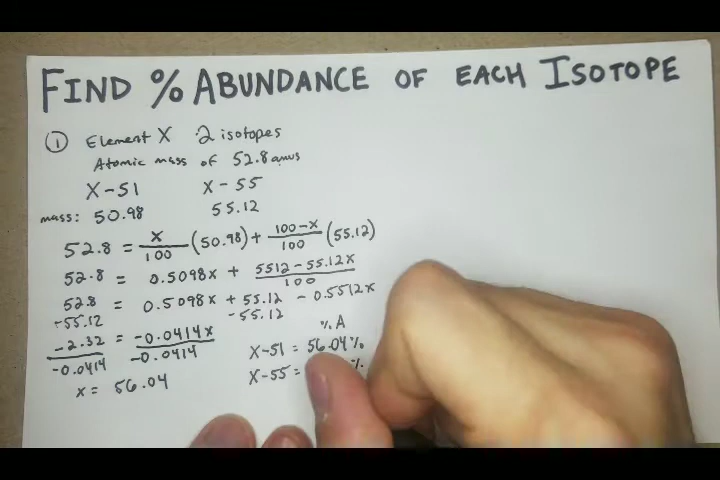 FIND % ABUNDANCE OF EACH ISOTOPE
① Element X 2 isotopes
Atomic mass of 52.8 amus
X-51 X-55
mass: 50.98 55.12
52.8 = x/100 (50.98) + 100-x/100 (55.12)
52.8 = 0.5098x + 5512-55.12x/100
52.8 = 0.5098x + 55.12 - 0.5512x
-55.12 -55.12
-2.32/-0.0414 = -0.0414x/-0.0414
x = 56.04
% A
X-51 = 56.04%
X-55 = %